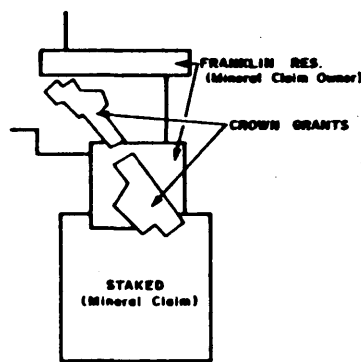 FRANKLIN RES.
(Mineral Claim Owner)
CROWN GRANTS
STAKED
(Mineral Claim)